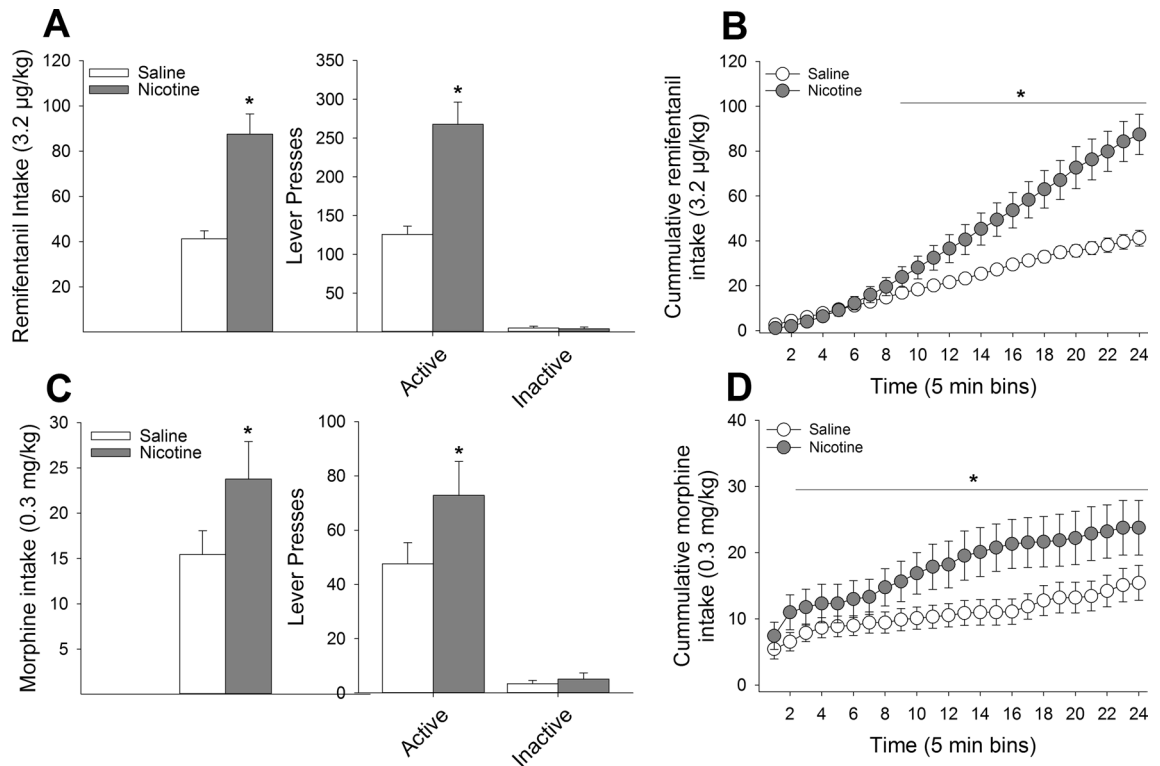 A
Remifentanil Intake (3.2 µg/kg)
120
100
80
60
40
20
Saline
Nicotine
*
Lever Presses
350
300
250
200
150
100
50
*
Active
Inactive
B
Cummulative remifentanil
intake (3.2 µg/kg)
120
100
80
60
40
20
0
Saline
Nicotine
*
2 4 6 8 10 12 14 16 18 20 22 24
Time (5 min bins)
C
Morphine intake (0.3 mg/kg)
30
25
20
15
10
5
Saline
Nicotine
*
Lever Presses
100
80
60
40
20
0
*
Active
Inactive
D
Cummulative morphine
intake (0.3 mg/kg)
40
30
20
10
0
Saline
Nicotine
*
2 4 6 8 10 12 14 16 18 20 22 24
Time (5 min bins)